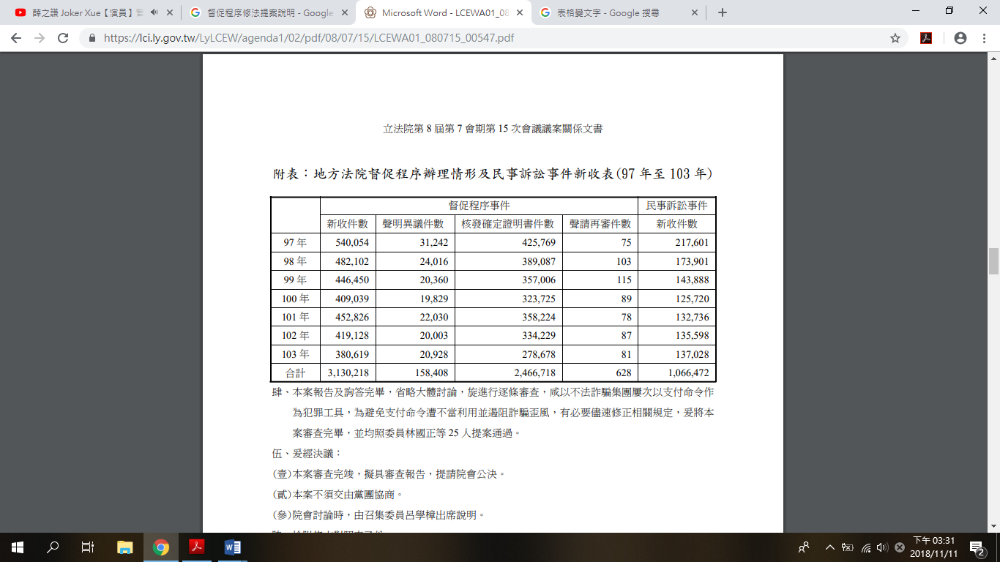 薛之謙 Joker Xue【演員】官
督促程序修法提案說明 - Google
Microsoft Word - LCEWA01_08
表格變文字 - Google 搜尋
https://lci.ly.gov.tw/LyLCEW/agenda1/02/pdf/08/07/15/LCEWA01_080715_00547.pdf
立法院第 8 屆第 7 會期第 15 次會議議案關係文書
附表：地方法院督促程序辦理情形及民事訴訟事件新收表(97 年至 103 年)
督促程序事件 民事訴訟事件
新收件數 聲明異議件數 核發確定證明書件數 聲請再審件數 新收件數
97 年 540,054 31,242 425,769 75 217,601
98 年 482,102 24,016 389,087 103 173,901
99 年 446,450 20,360 357,006 115 143,888
100 年 409,039 19,829 323,725 89 125,720
101 年 452,826 22,030 358,224 78 132,736
102 年 419,128 20,003 334,229 87 135,598
103 年 380,619 20,928 278,678 81 137,028
合計 3,130,218 158,408 2,466,718 628 1,066,472
肆、本案報告及詢答完畢，省略大體討論，旋進行逐條審查，咸以不法詐騙集團屢次以支付命令作
為犯罪工具，為避免支付命令遭不當利用並遏阻詐騙歪風，有必要儘速修正相關規定，爰將本
案審查完畢，並均照委員林國正等 25 人提案通過。
伍、爰經決議：
(壹)本案審查完竣，擬具審查報告，提請院會公決。
(貳)本案不須交由黨團協商。
(參)院會討論時，由召集委員呂學樟出席說明。
下午 03:31
2018/11/11
2